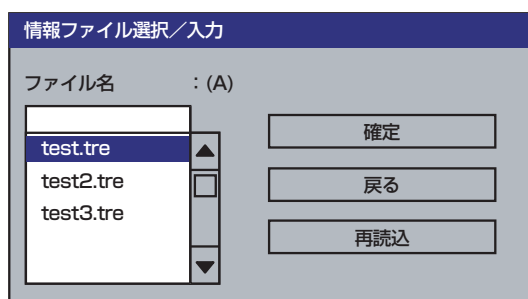 情報ファイル選択／入力
ファイル名 ：(A)
test.tre
test2.tre
test3.tre
確定
戻る
再読込